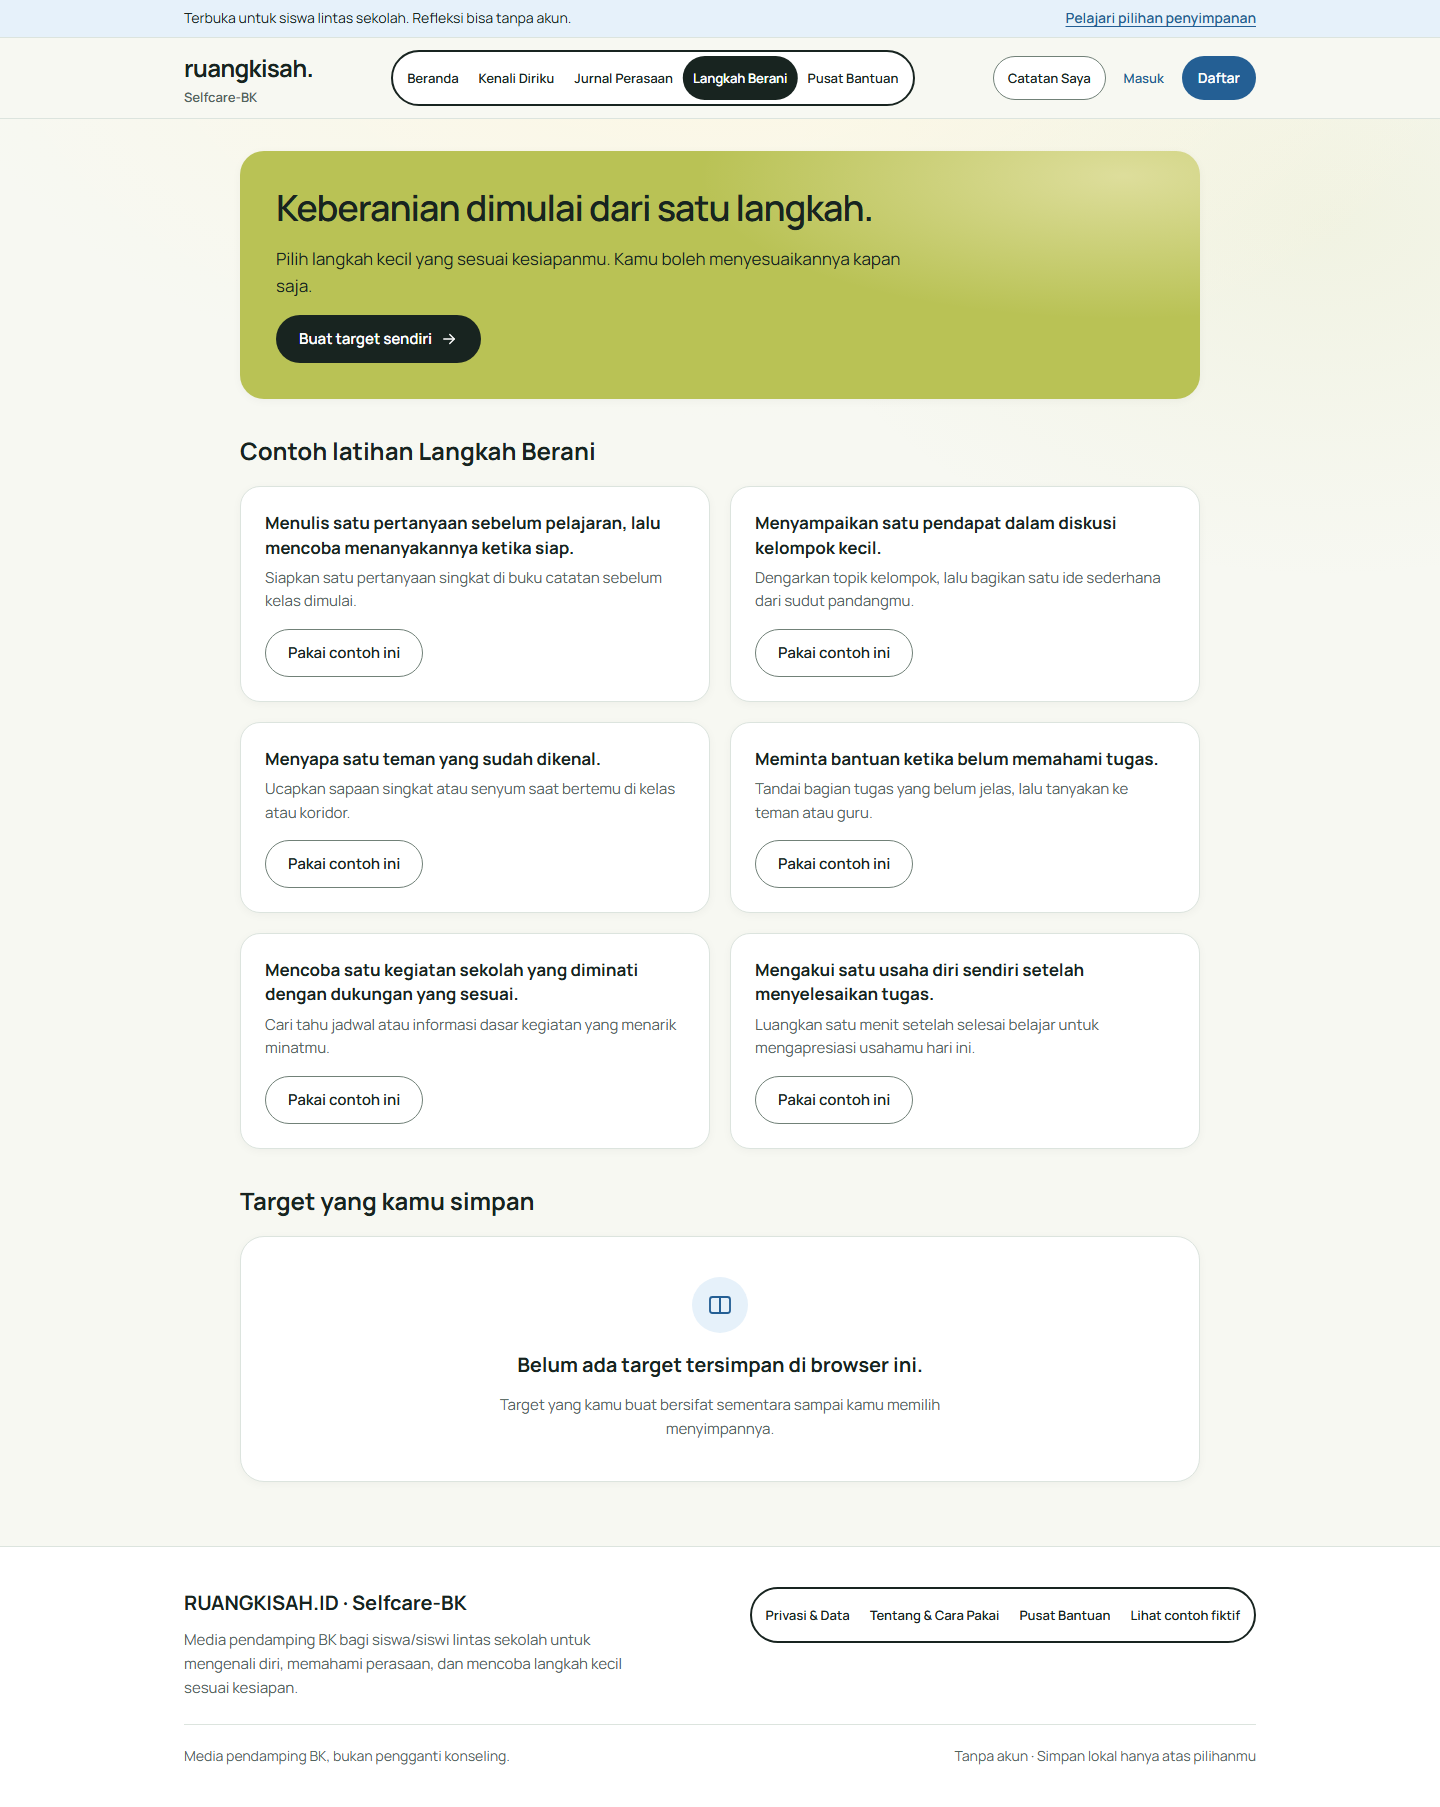 Terbuka untuk siswa lintas sekolah. Refleksi bisa tanpa akun.
Pelajari pilihan penyimpanan
ruangkisah.
Selfcare-BK
Beranda
Kenali Diriku
Jurnal Perasaan
Langkah Berani
Pusat Bantuan
Catatan Saya
Masuk
Daftar
Keberanian dimulai dari satu langkah.
Pilih langkah kecil yang sesuai kesiapanmu. Kamu boleh menyesuaikannya kapan
saja.
Buat target sendiri →
Contoh latihan Langkah Berani
Menulis satu pertanyaan sebelum pelajaran, lalu
mencoba menanyakannya ketika siap.
Siapkan satu pertanyaan singkat di buku catatan sebelum
kelas dimulai.
Pakai contoh ini
Menyampaikan satu pendapat dalam diskusi
kelompok kecil.
Dengarkan topik kelompok, lalu bagikan satu ide sederhana
dari sudut pandangmu.
Pakai contoh ini
Menyapa satu teman yang sudah dikenal.
Ucapkan sapaan singkat atau senyum saat bertemu di kelas
atau koridor.
Pakai contoh ini
Meminta bantuan ketika belum memahami tugas.
Tandai bagian tugas yang belum jelas, lalu tanyakan ke
teman atau guru.
Pakai contoh ini
Mencoba satu kegiatan sekolah yang diminati
dengan dukungan yang sesuai.
Cari tahu jadwal atau informasi dasar kegiatan yang menarik
minatmu.
Pakai contoh ini
Mengakui satu usaha diri sendiri setelah
menyelesaikan tugas.
Luangkan satu menit setelah selesai belajar untuk
mengapresiasi usahamu hari ini.
Pakai contoh ini
Target yang kamu simpan
Belum ada target tersimpan di browser ini.
Target yang kamu buat bersifat sementara sampai kamu memilih
menyimpannya.
RUANGKISAH.ID · Selfcare-BK
Media pendamping BK bagi siswa/siswi lintas sekolah untuk
mengenali diri, memahami perasaan, dan mencoba langkah kecil
sesuai kesiapan.
Privasi & Data
Tentang & Cara Pakai
Pusat Bantuan
Lihat contoh fiktif
Media pendamping BK, bukan pengganti konseling.
Tanpa akun · Simpan lokal hanya atas pilihanmu